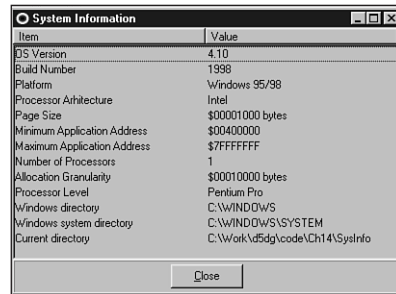 System Information
Item Value
OS Version 4.10
Build Number 1998
Platform Windows 95/98
Processor Arhitecture Intel
Page Size $00001000 bytes
Minimum Application Address $00400000
Maximum Application Address $7FFFFFFF
Number of Processors 1
Allocation Granularity $00010000 bytes
Processor Level Pentium Pro
Windows directory C:\WINDOWS
Windows system directory C:\WINDOWS\SYSTEM
Current directory C:\Work\d5dg\code\Ch14\SysInfo
Close